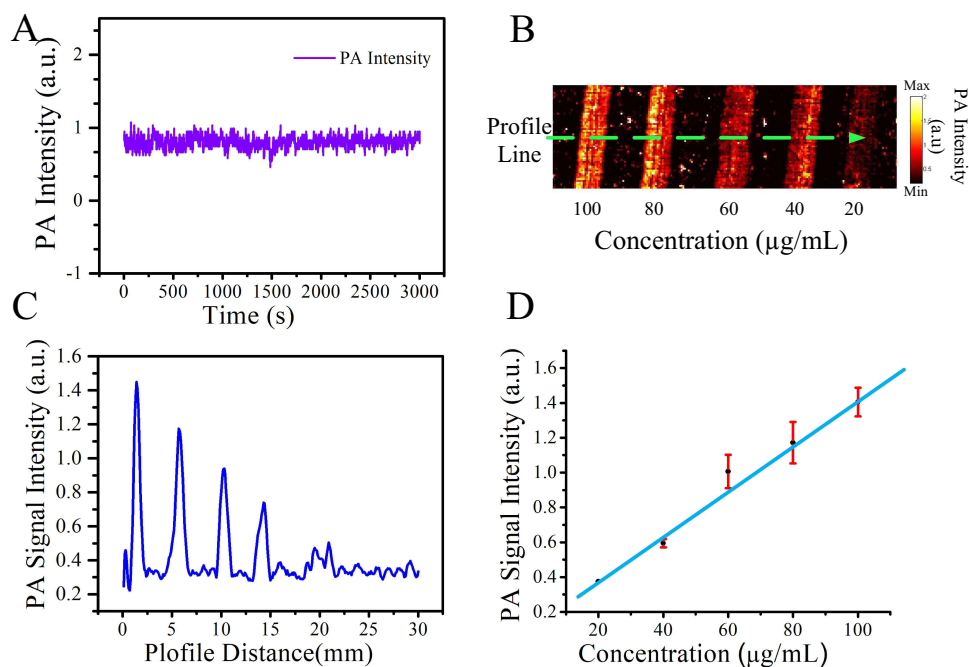 A
PA Intensity (a.u.)
2
1
0
-1
PA Intensity
0 500 1000 1500 2000 2500 3000
Time (s)
B
Profile
Line
Max
2
1
0.5
Min
PA Intensity
(a.u)
100 80 60 40 20
Concentration (µg/mL)
C
PA Signal Intensity (a.u.)
1.6
1.4
1.2
1.0
0.8
0.6
0.4
0.2
0 5 10 15 20 25 30
Plofile Distance(mm)
D
PA Signal Intensity (a.u.)
1.6
1.4
1.2
1.0
0.8
0.6
0.4
0.2
20 40 60 80 100
Concentration (µg/mL)